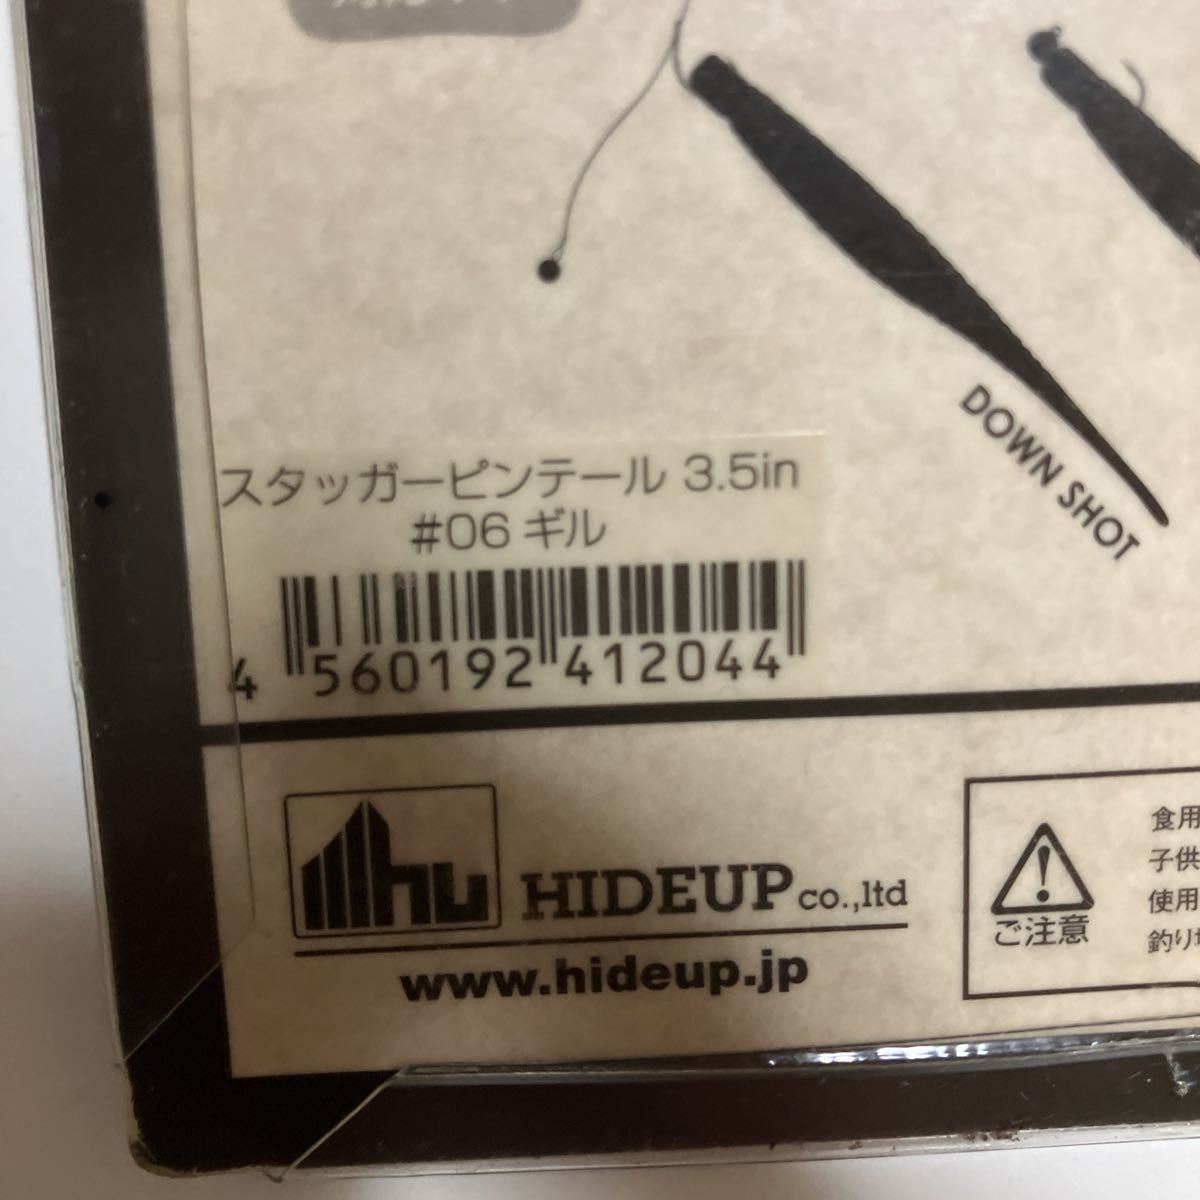 DOWN SHOT
スタッガーピンテール 3.5in
#06 ギル
4 560192 412044
hu HIDEUP co.,ltd
www.hideup.jp
ご注意
食用
子供
使用
釣り